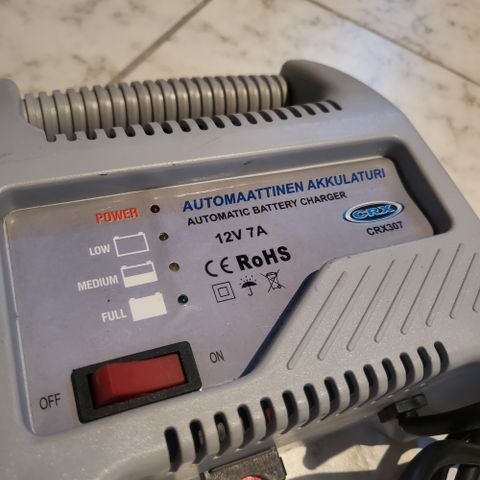 AUTOMAATTINEN AKKULATURI
AUTOMATIC BATTERY CHARGER
12V 7A
CE RoHS
CRX
CRX307
POWER
LOW
MEDIUM
FULL
OFF
ON